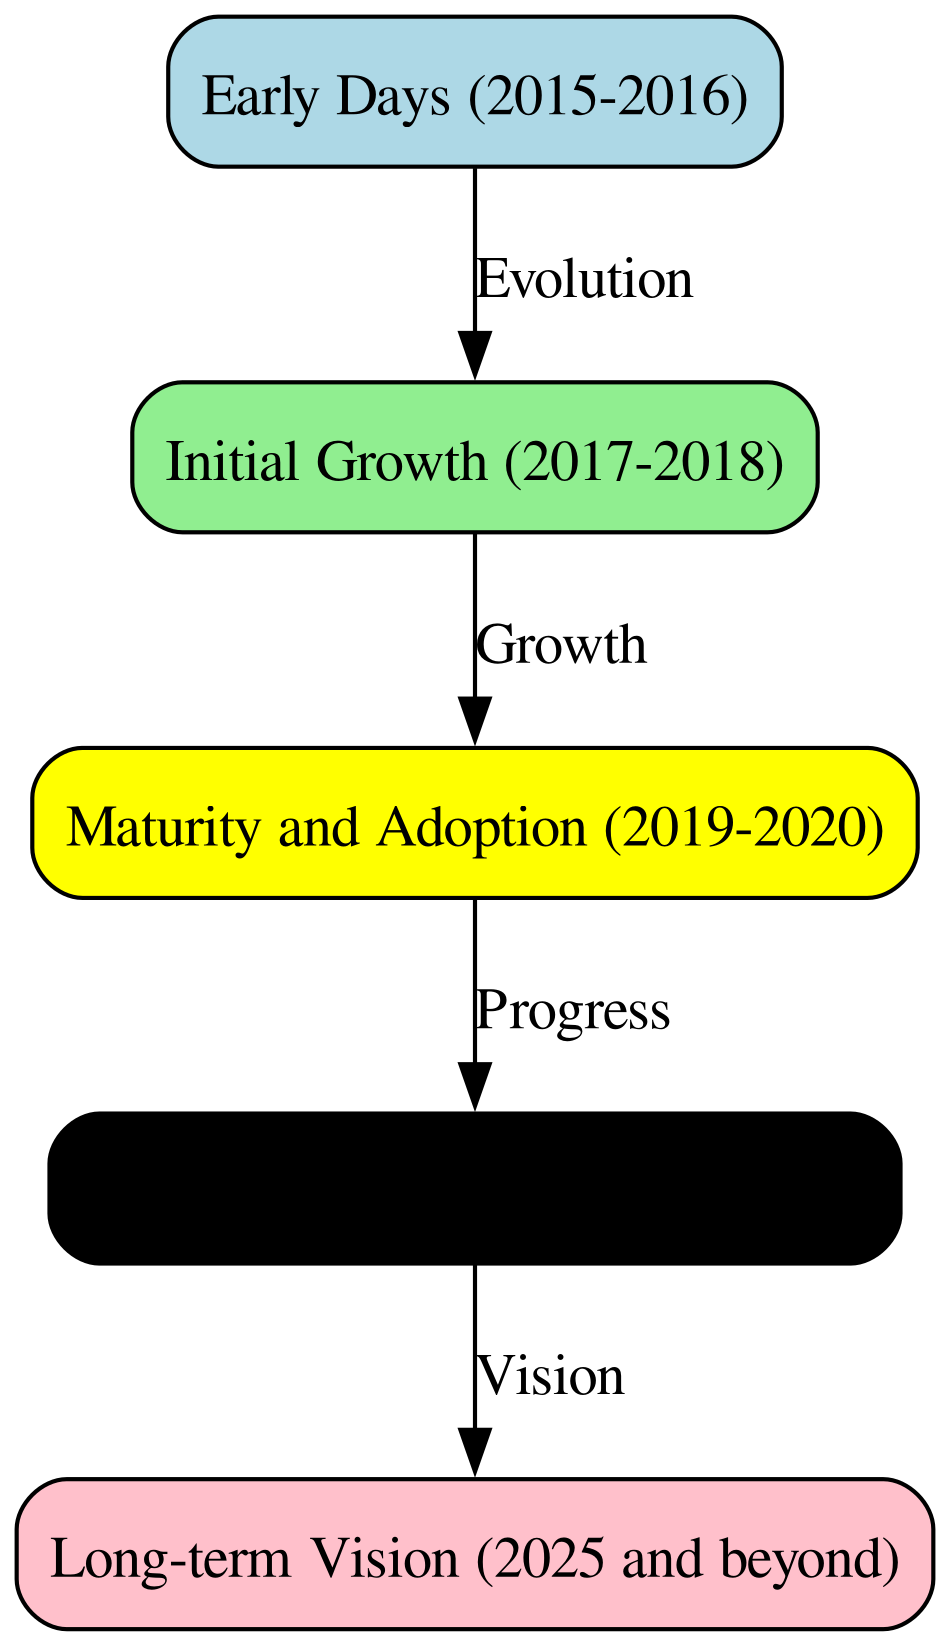 Early Days (2015-2016)
Evolution
Initial Growth (2017-2018)
Growth
Maturity and Adoption (2019-2020)
Progress
Vision
Long-term Vision (2025 and beyond)